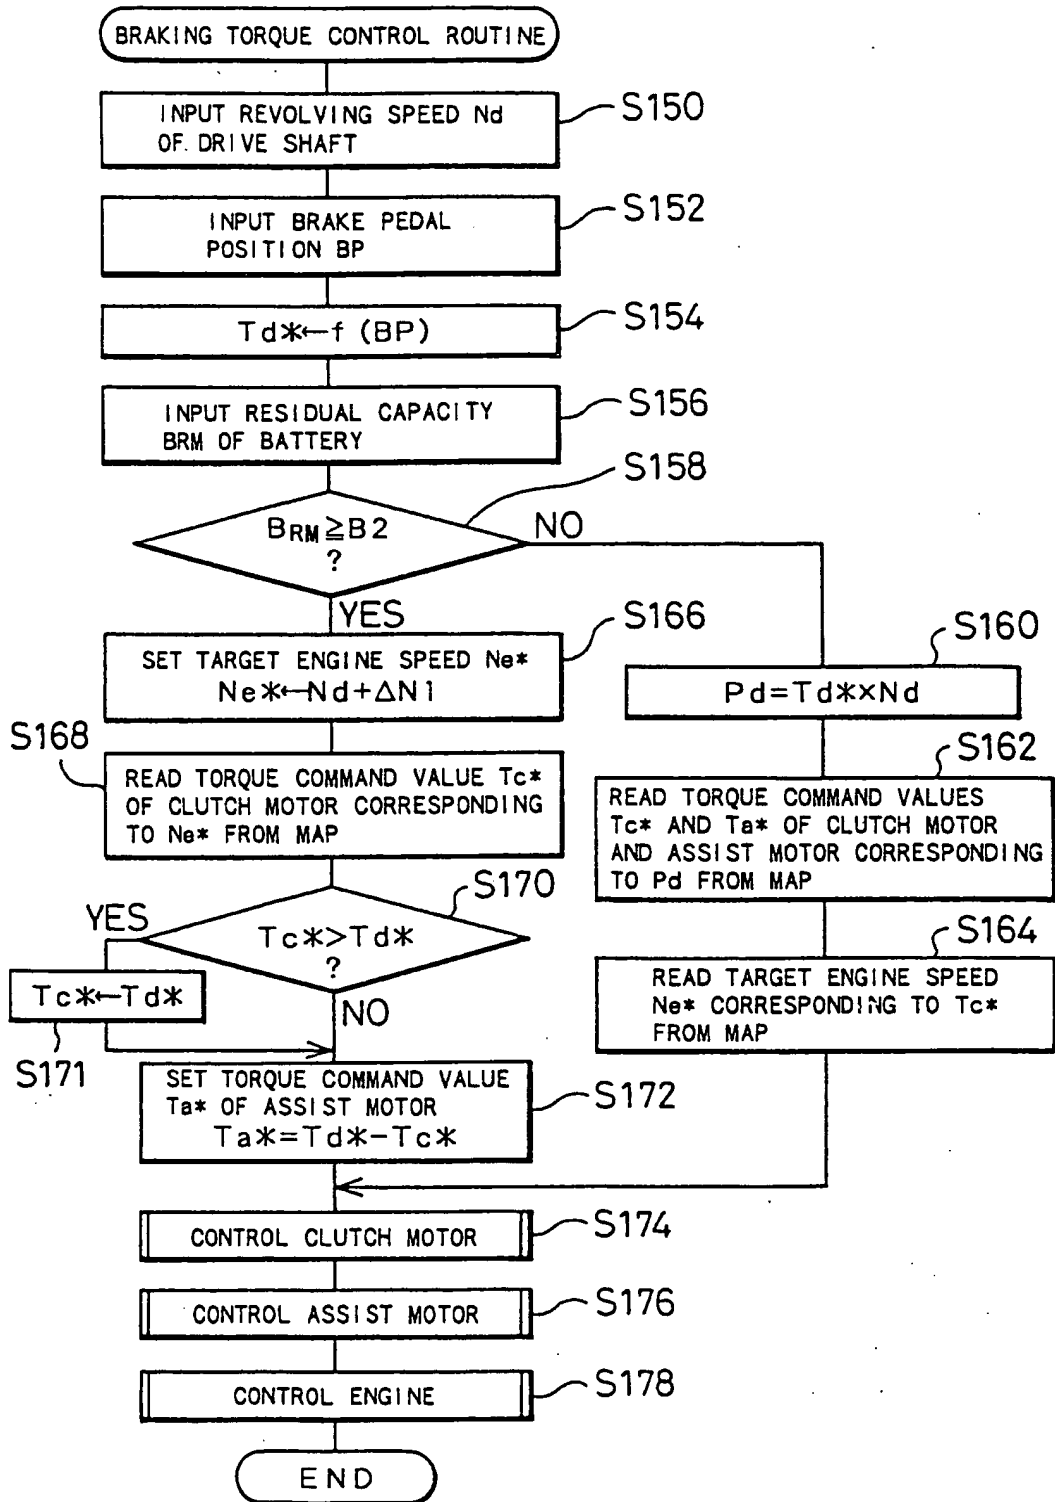 BRAKING TORQUE CONTROL ROUTINE
INPUT REVOLVING SPEED Nd
OF DRIVE SHAFT
S150
INPUT BRAKE PEDAL
POSITION BP
S152
Td*←f (BP)
S154
INPUT RESIDUAL CAPACITY
BRM OF BATTERY
S156
S158
BRM≧B2
?
NO
YES
S166
SET TARGET ENGINE SPEED Ne*
Ne*←Nd+ΔN1
S160
Pd=Td*×Nd
S168
READ TORQUE COMMAND VALUE Tc*
OF CLUTCH MOTOR CORRESPONDING
TO Ne* FROM MAP
S162
READ TORQUE COMMAND VALUES
Tc* AND Ta* OF CLUTCH MOTOR
AND ASSIST MOTOR CORRESPONDING
TO Pd FROM MAP
S170
YES
Tc*>Td*
?
NO
S164
READ TARGET ENGINE SPEED
Ne* CORRESPONDING TO Tc*
FROM MAP
Tc*←Td*
S171
SET TORQUE COMMAND VALUE
Ta* OF ASSIST MOTOR
Ta*=Td*-Tc*
S172
CONTROL CLUTCH MOTOR
S174
CONTROL ASSIST MOTOR
S176
CONTROL ENGINE
S178
END